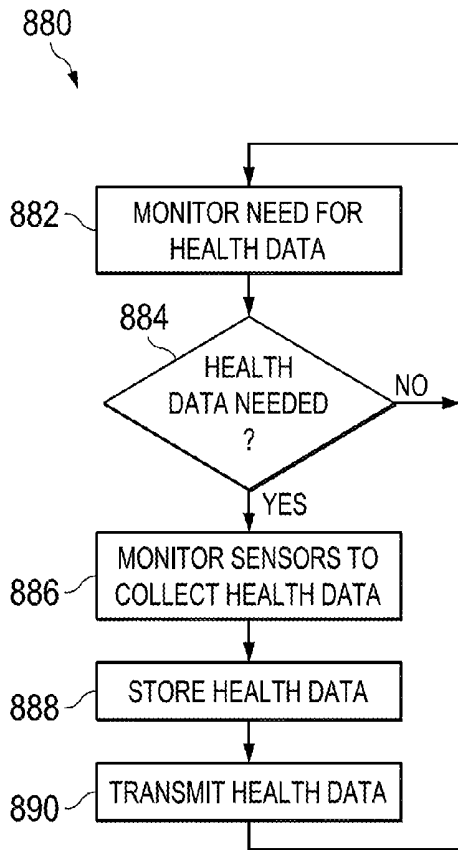 880
882
MONITOR NEED FOR
HEALTH DATA
884
HEALTH
DATA NEEDED
?
NO
YES
886
MONITOR SENSORS TO
COLLECT HEALTH DATA
888
STORE HEALTH DATA
890
TRANSMIT HEALTH DATA